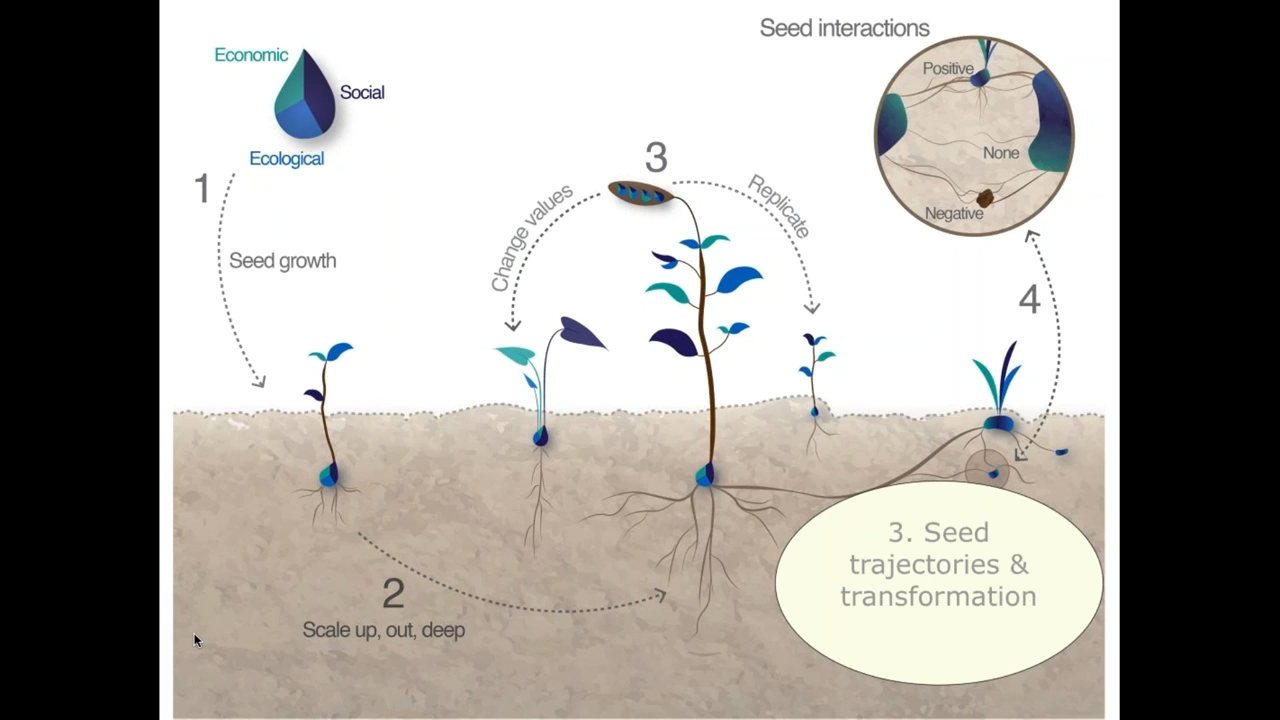 Seed interactions
Economic
Social
Ecological
Positive
None
Negative
1
Seed growth
3
Change values
Replicate
4
2
Scale up, out, deep
3. Seed
trajectories &
transformation